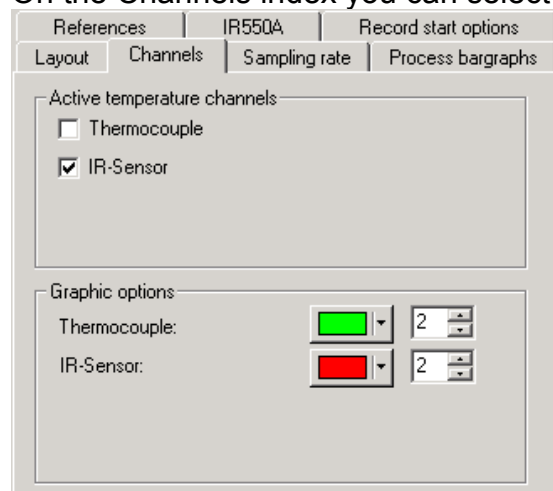 On the Channels index you can select
References IR550A Record start options
Layout Channels Sampling rate Process bargraphs
Active temperature channels
Thermocouple
IR-Sensor
Graphic options
Thermocouple: 2
IR-Sensor: 2